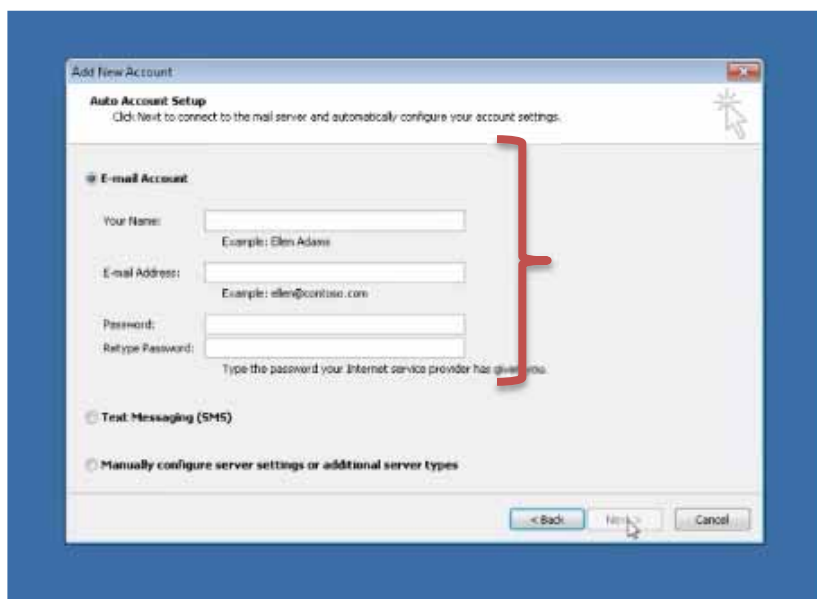 Add New Account
Auto Account Setup
Click Next to connect to the mail server and automatically configure your account settings.
E-mail Account
Your Name:
Example: Ellen Adams
E-mail Address:
Example: ellen@contoso.com
Password:
Retype Password:
Type the password your Internet service provider has given you.
Text Messaging (SMS)
Manually configure server settings or additional server types
< Back Next > Cancel